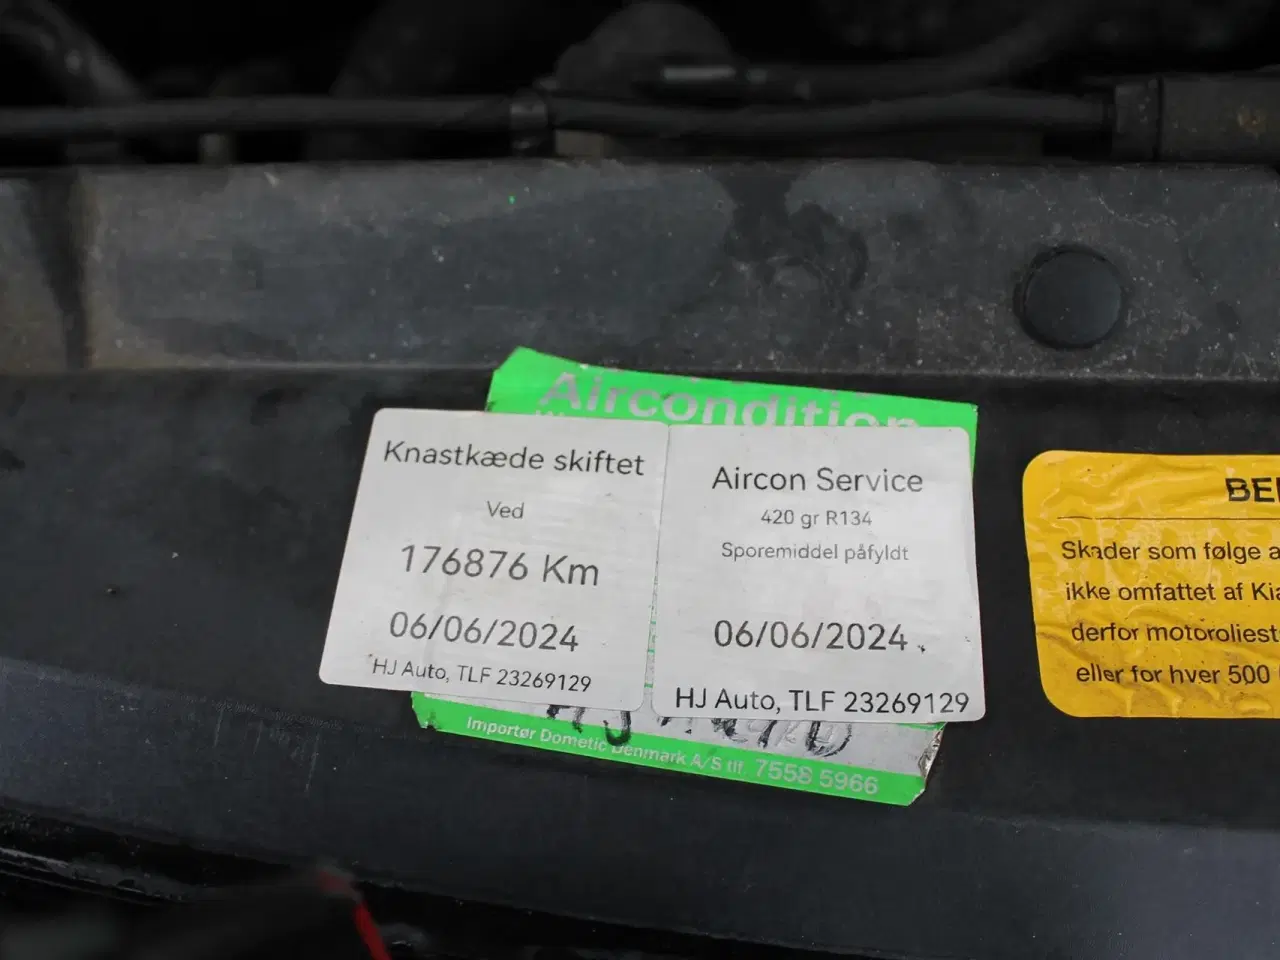 Aircondition
Knastkæde skiftet
Ved
176876 Km
06/06/2024
HJ Auto, TLF 23269129
Aircon Service
420 gr R134
Sporemiddel påfyldt
06/06/2024
HJ Auto, TLF 23269129
Importør Dometic Denmark A/S tlf. 7558 5966
Skader som følge a
ikke omfattet af Kia
derfor motoroliest
eller for hver 500